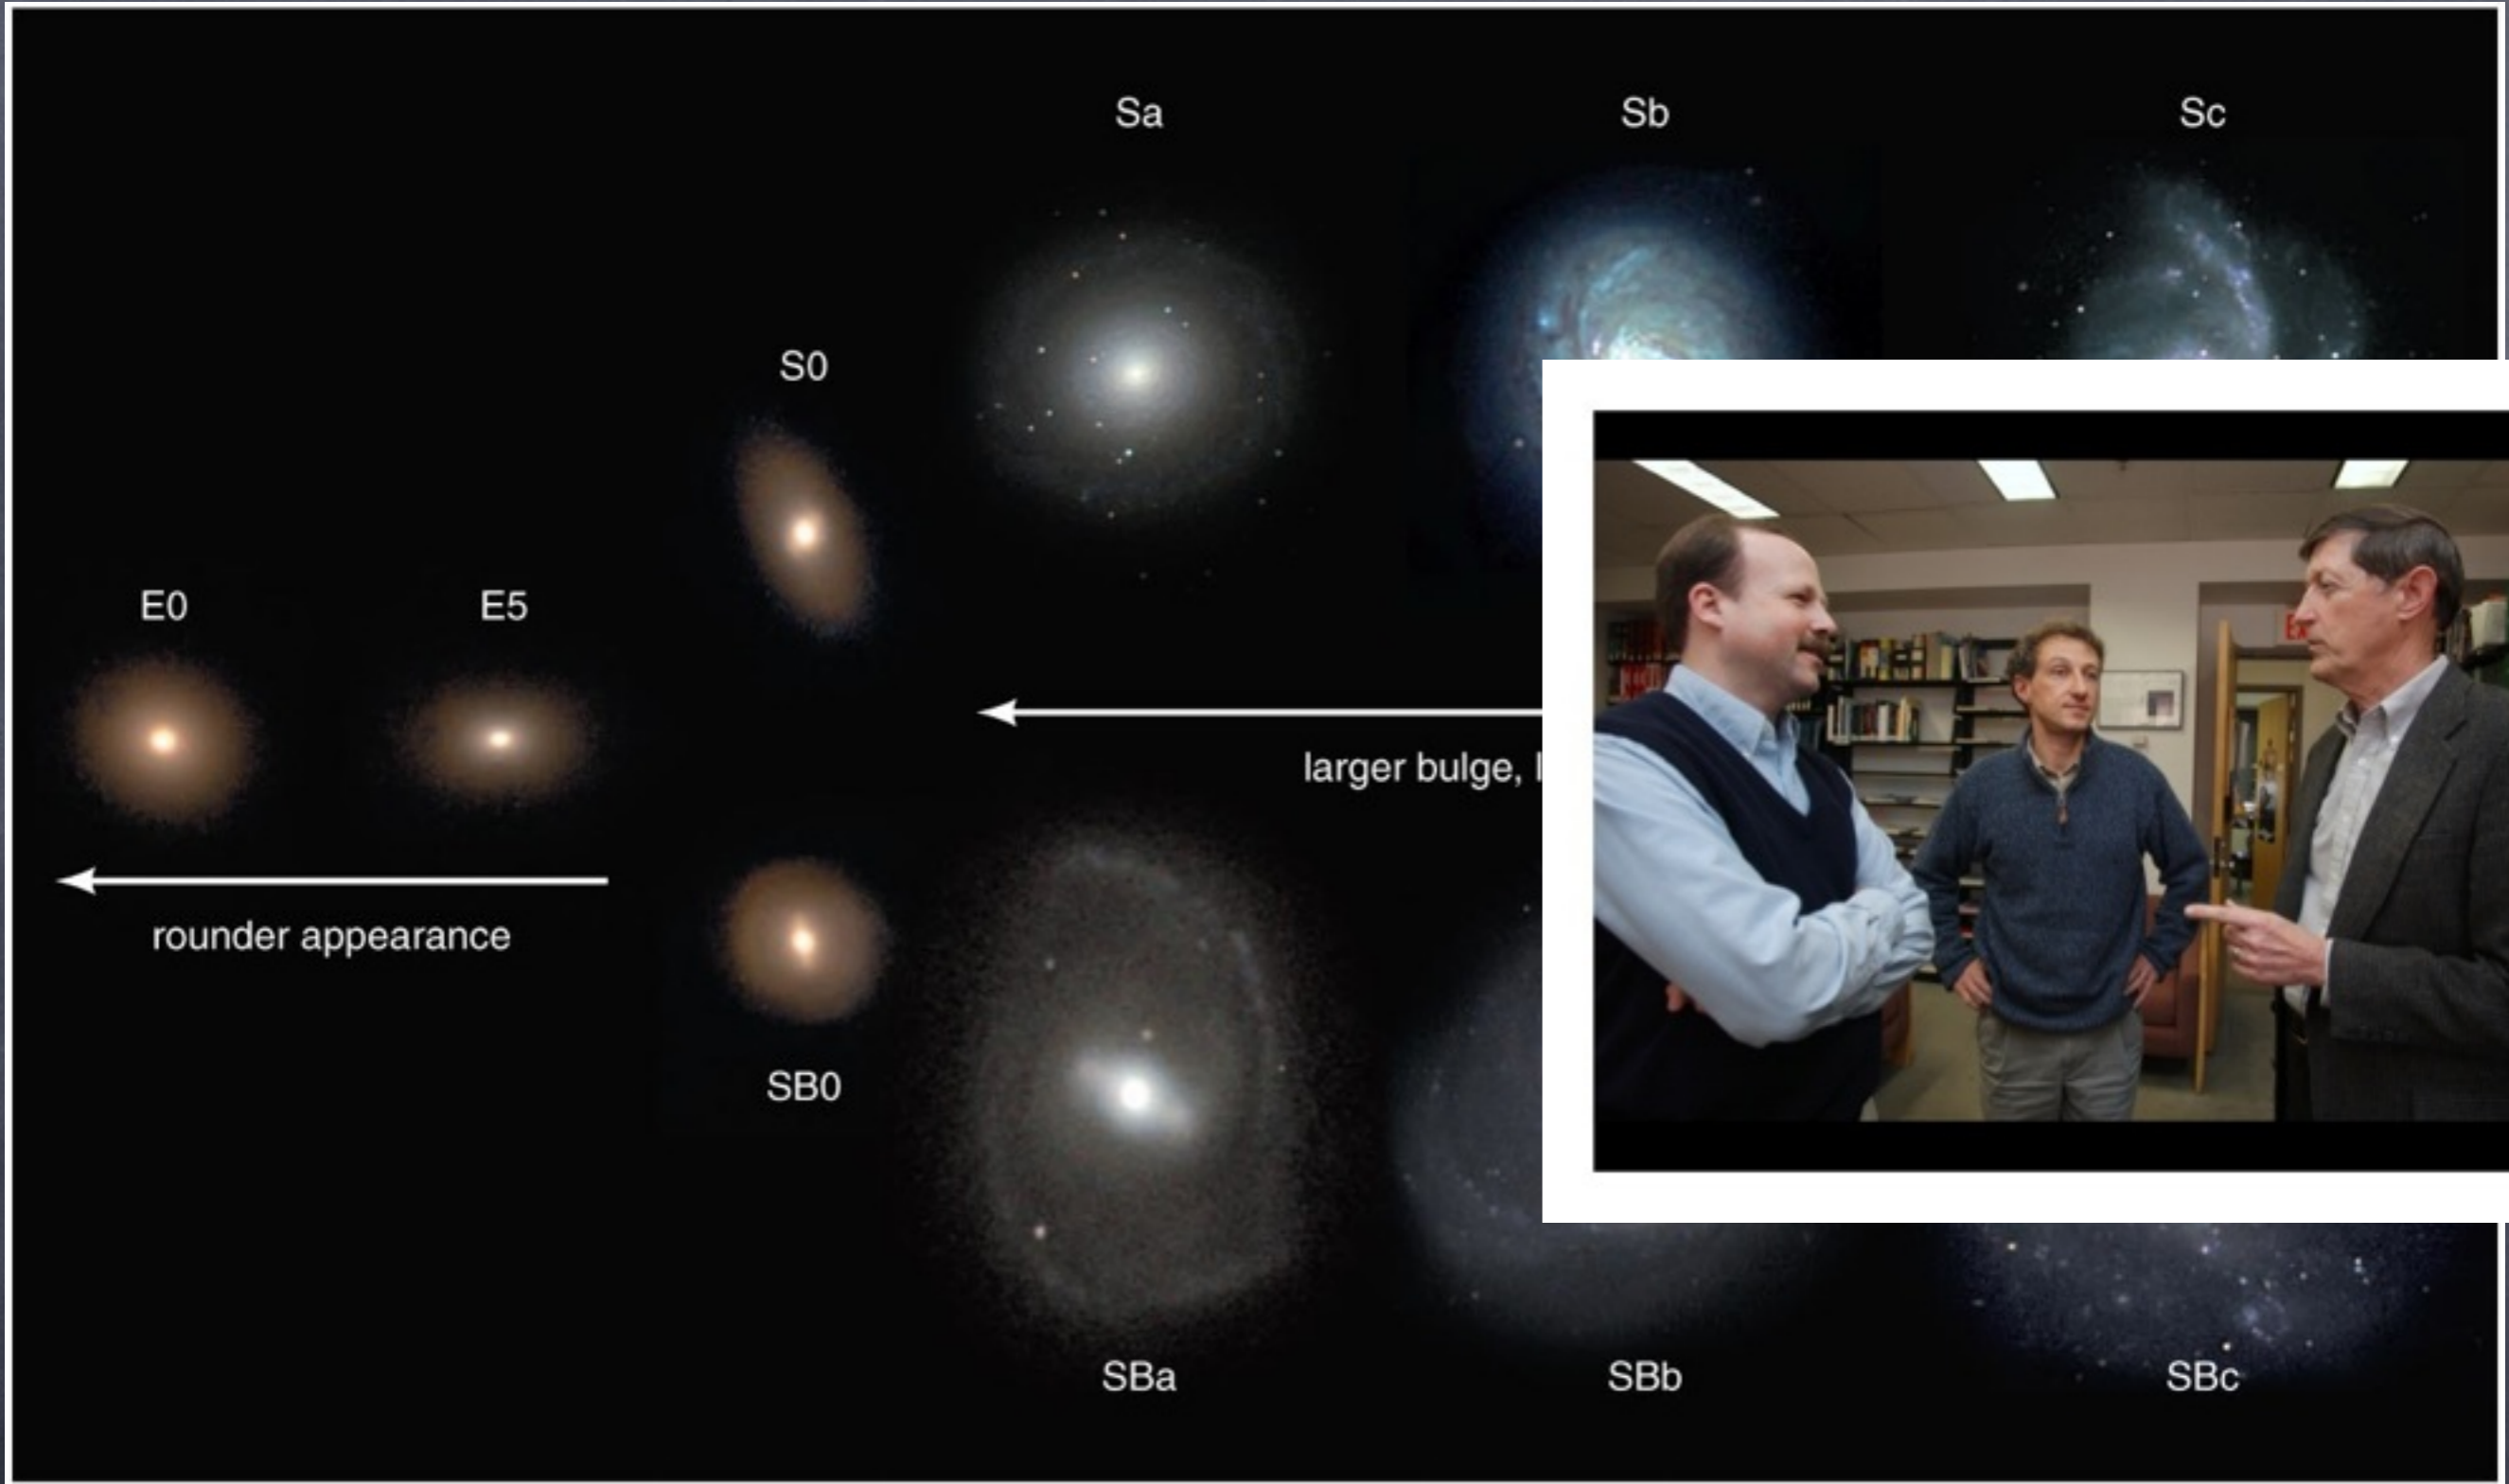 Sa
Sb
Sc
S0
E0
E5
larger bulge,
rounder appearance
SB0
SBa
SBb
SBc